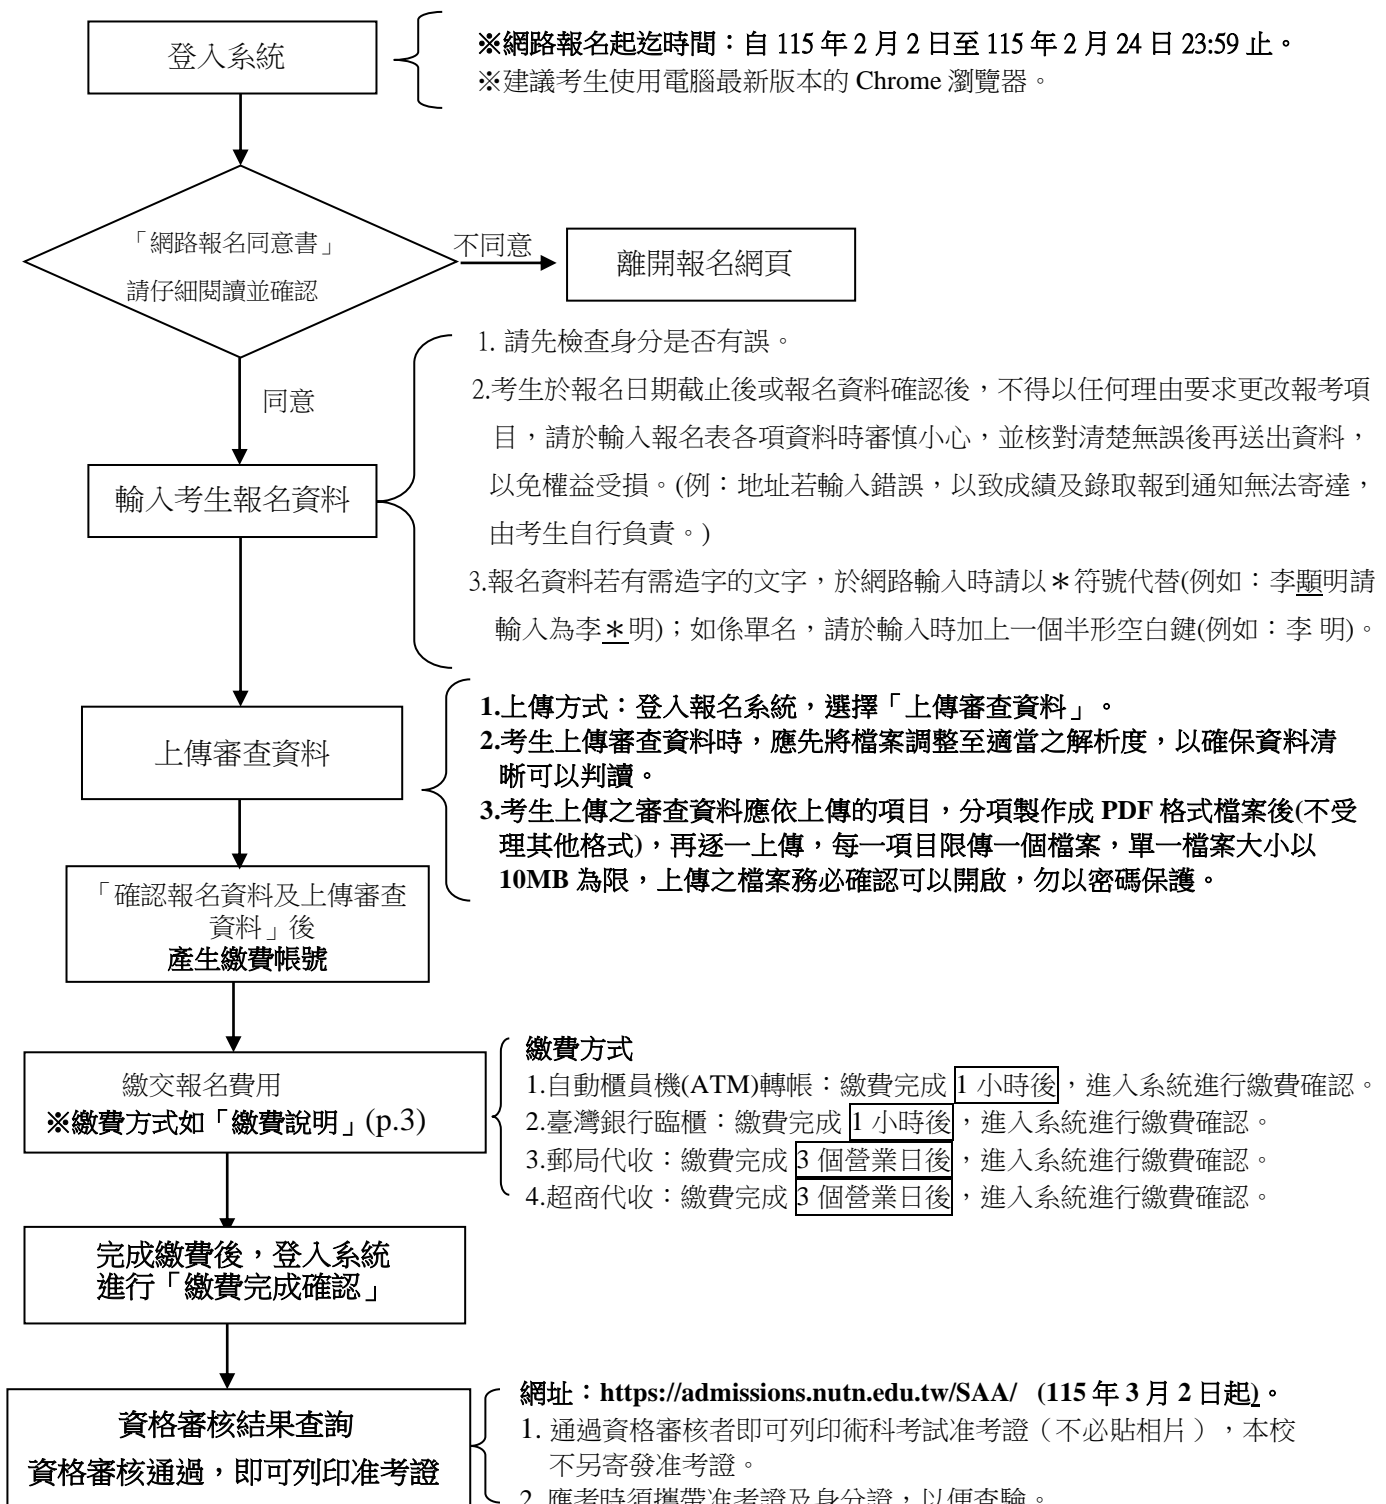 登入系統
※網路報名起迄時間：自 115 年 2 月 2 日至 115 年 2 月 24 日 23:59 止。
※建議考生使用電腦最新版本的 Chrome 瀏覽器。
「網路報名同意書」
請仔細閱讀並確認
不同意
離開報名網頁
同意
輸入考生報名資料
1. 請先檢查身分是否有誤。
2.考生於報名日期截止後或報名資料確認後，不得以任何理由要求更改報考項
目，請於輸入報名表各項資料時審慎小心，並核對清楚無誤後再送出資料，
以免權益受損。(例：地址若輸入錯誤，以致成績及錄取報到通知無法寄達，
由考生自行負責。)
3.報名資料若有需造字的文字，於網路輸入時請以＊符號代替(例如：李顯明請
輸入為李＊明)；如係單名，請於輸入時加上一個半形空白鍵(例如：李 明)。
上傳審查資料
1.上傳方式：登入報名系統，選擇「上傳審查資料」。
2.考生上傳審查資料時，應先將檔案調整至適當之解析度，以確保資料清
晰可以判讀。
3.考生上傳之審查資料應依上傳的項目，分項製作成 PDF 格式檔案後(不受
理其他格式)，再逐一上傳，每一項目限傳一個檔案，單一檔案大小以
10MB 為限，上傳之檔案務必確認可以開啟，勿以密碼保護。
「確認報名資料及上傳審查
資料」後
產生繳費帳號
繳交報名費用
※繳費方式如「繳費說明」(p.3)
繳費方式
1.自動櫃員機(ATM)轉帳：繳費完成 1 小時後，進入系統進行繳費確認。
2.臺灣銀行臨櫃：繳費完成 1 小時後，進入系統進行繳費確認。
3.郵局代收：繳費完成 3 個營業日後，進入系統進行繳費確認。
4.超商代收：繳費完成 3 個營業日後，進入系統進行繳費確認。
完成繳費後，登入系統
進行「繳費完成確認」
資格審核結果查詢
資格審核通過，即可列印准考證
網址：https://admissions.nutn.edu.tw/SAA/ (115 年 3 月 2 日起)。
1. 通過資格審核者即可列印術科考試准考證（不必貼相片），本校
不另寄發准考證。
2. 應考時須攜帶准考證及身分證，以便查驗。